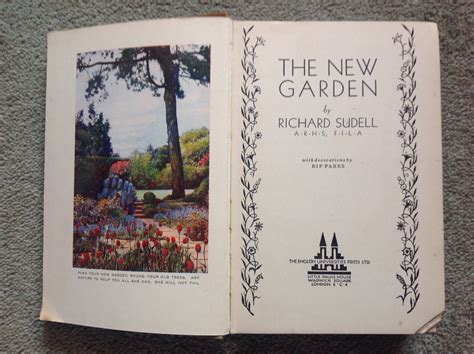 PLAN YOUR NEW GARDEN ROUND YOUR OLD TREES. ASK
NATURE TO HELP YOU ALL SHE CAN, SHE WILL NOT FAIL
THE NEW
GARDEN
by
RICHARD SUDELL
A·R·H·S, F·I·L·A
with decorations by
BIP PARES
THE ENGLISH UNIVERSITIES PRESS LTD
LITTLE PAUL'S HOUSE
WARWICK SQUARE
LONDON E.C.4